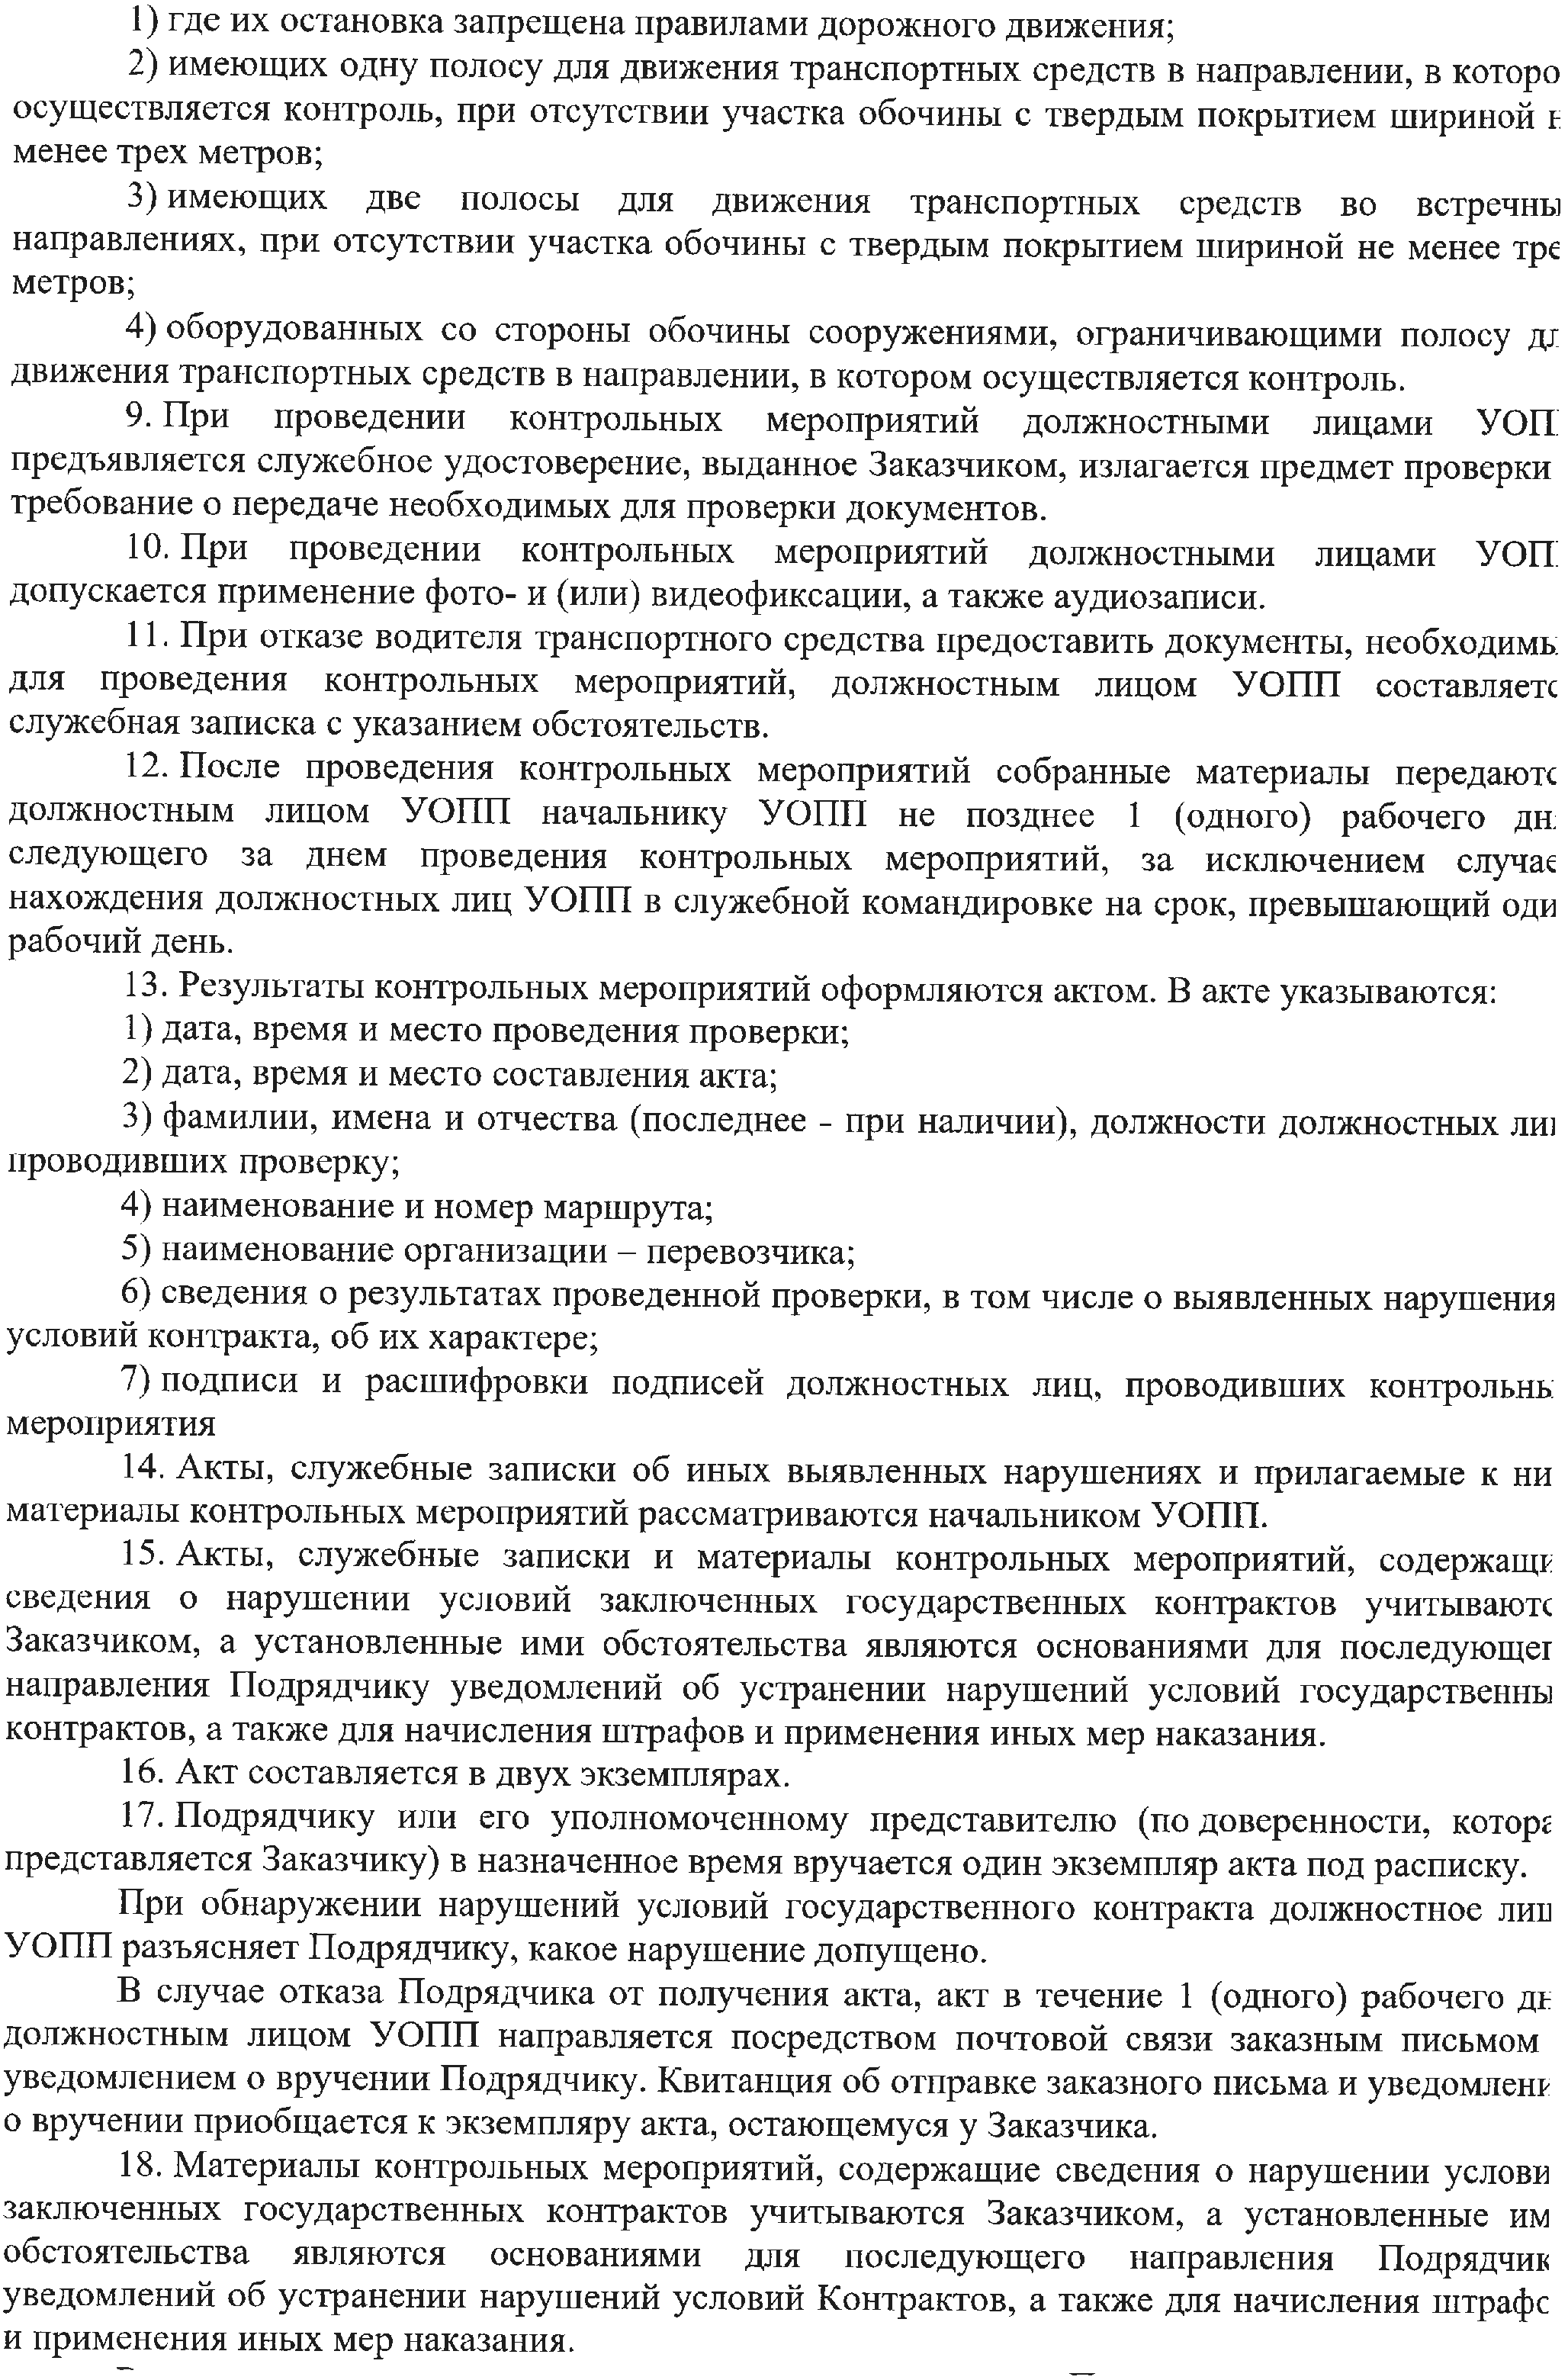 1) где их остановка запрещена правилами дорожного движения;
2) имеющих одну полосу для движения транспортных средств в направлении, в которо
осуществляется контроль, при отсутствии участка обочины с твердым покрытием шириной н
менее трех метров;
3) имеющих две полосы для движения транспортных средств во встречны
направлениях, при отсутствии участка обочины с твердым покрытием шириной не менее тре
метров;
4) оборудованных со стороны обочины сооружениями, ограничивающими полосу дл
движения транспортных средств в направлении, в котором осуществляется контроль.
9. При проведении контрольных мероприятий должностными лицами УОП
предъявляется служебное удостоверение, выданное Заказчиком, излагается предмет проверки
требование о передаче необходимых для проверки документов.
10. При проведении контрольных мероприятий должностными лицами УОП
допускается применение фото- и (или) видеофиксации, а также аудиозаписи.
11. При отказе водителя транспортного средства предоставить документы, необходимы
для проведения контрольных мероприятий, должностным лицом УОПП составляетс
служебная записка с указанием обстоятельств.
12. После проведения контрольных мероприятий собранные материалы передаютс
должностным лицом УОПП начальнику УОПП не позднее 1 (одного) рабочего дн
следующего за днем проведения контрольных мероприятий, за исключением случае
нахождения должностных лиц УОПП в служебной командировке на срок, превышающий оди
рабочий день.
13. Результаты контрольных мероприятий оформляются актом. В акте указываются:
1) дата, время и место проведения проверки;
2) дата, время и место составления акта;
3) фамилии, имена и отчества (последнее - при наличии), должности должностных лиц
проводивших проверку;
4) наименование и номер маршрута;
5) наименование организации – перевозчика;
6) сведения о результатах проведенной проверки, в том числе о выявленных нарушения
условий контракта, об их характере;
7) подписи и расшифровки подписей должностных лиц, проводивших контрольны
мероприятия
14. Акты, служебные записки об иных выявленных нарушениях и прилагаемые к ни
материалы контрольных мероприятий рассматриваются начальником УОПП.
15. Акты, служебные записки и материалы контрольных мероприятий, содержащи
сведения о нарушении условий заключенных государственных контрактов учитываютс
Заказчиком, а установленные ими обстоятельства являются основаниями для последующег
направления Подрядчику уведомлений об устранении нарушений условий государственны
контрактов, а также для начисления штрафов и применения иных мер наказания.
16. Акт составляется в двух экземплярах.
17. Подрядчику или его уполномоченному представителю (по доверенности, котора
представляется Заказчику) в назначенное время вручается один экземпляр акта под расписку.
При обнаружении нарушений условий государственного контракта должностное лиц
УОПП разъясняет Подрядчику, какое нарушение допущено.
В случае отказа Подрядчика от получения акта, акт в течение 1 (одного) рабочего дн
должностным лицом УОПП направляется посредством почтовой связи заказным письмом
уведомлением о вручении Подрядчику. Квитанция об отправке заказного письма и уведомлени
о вручении приобщается к экземпляру акта, остающемуся у Заказчика.
18. Материалы контрольных мероприятий, содержащие сведения о нарушении услови
заключенных государственных контрактов учитываются Заказчиком, а установленные им
обстоятельства являются основаниями для последующего направления Подрядчик
уведомлений об устранении нарушений условий Контрактов, а также для начисления штрафо
и применения иных мер наказания.